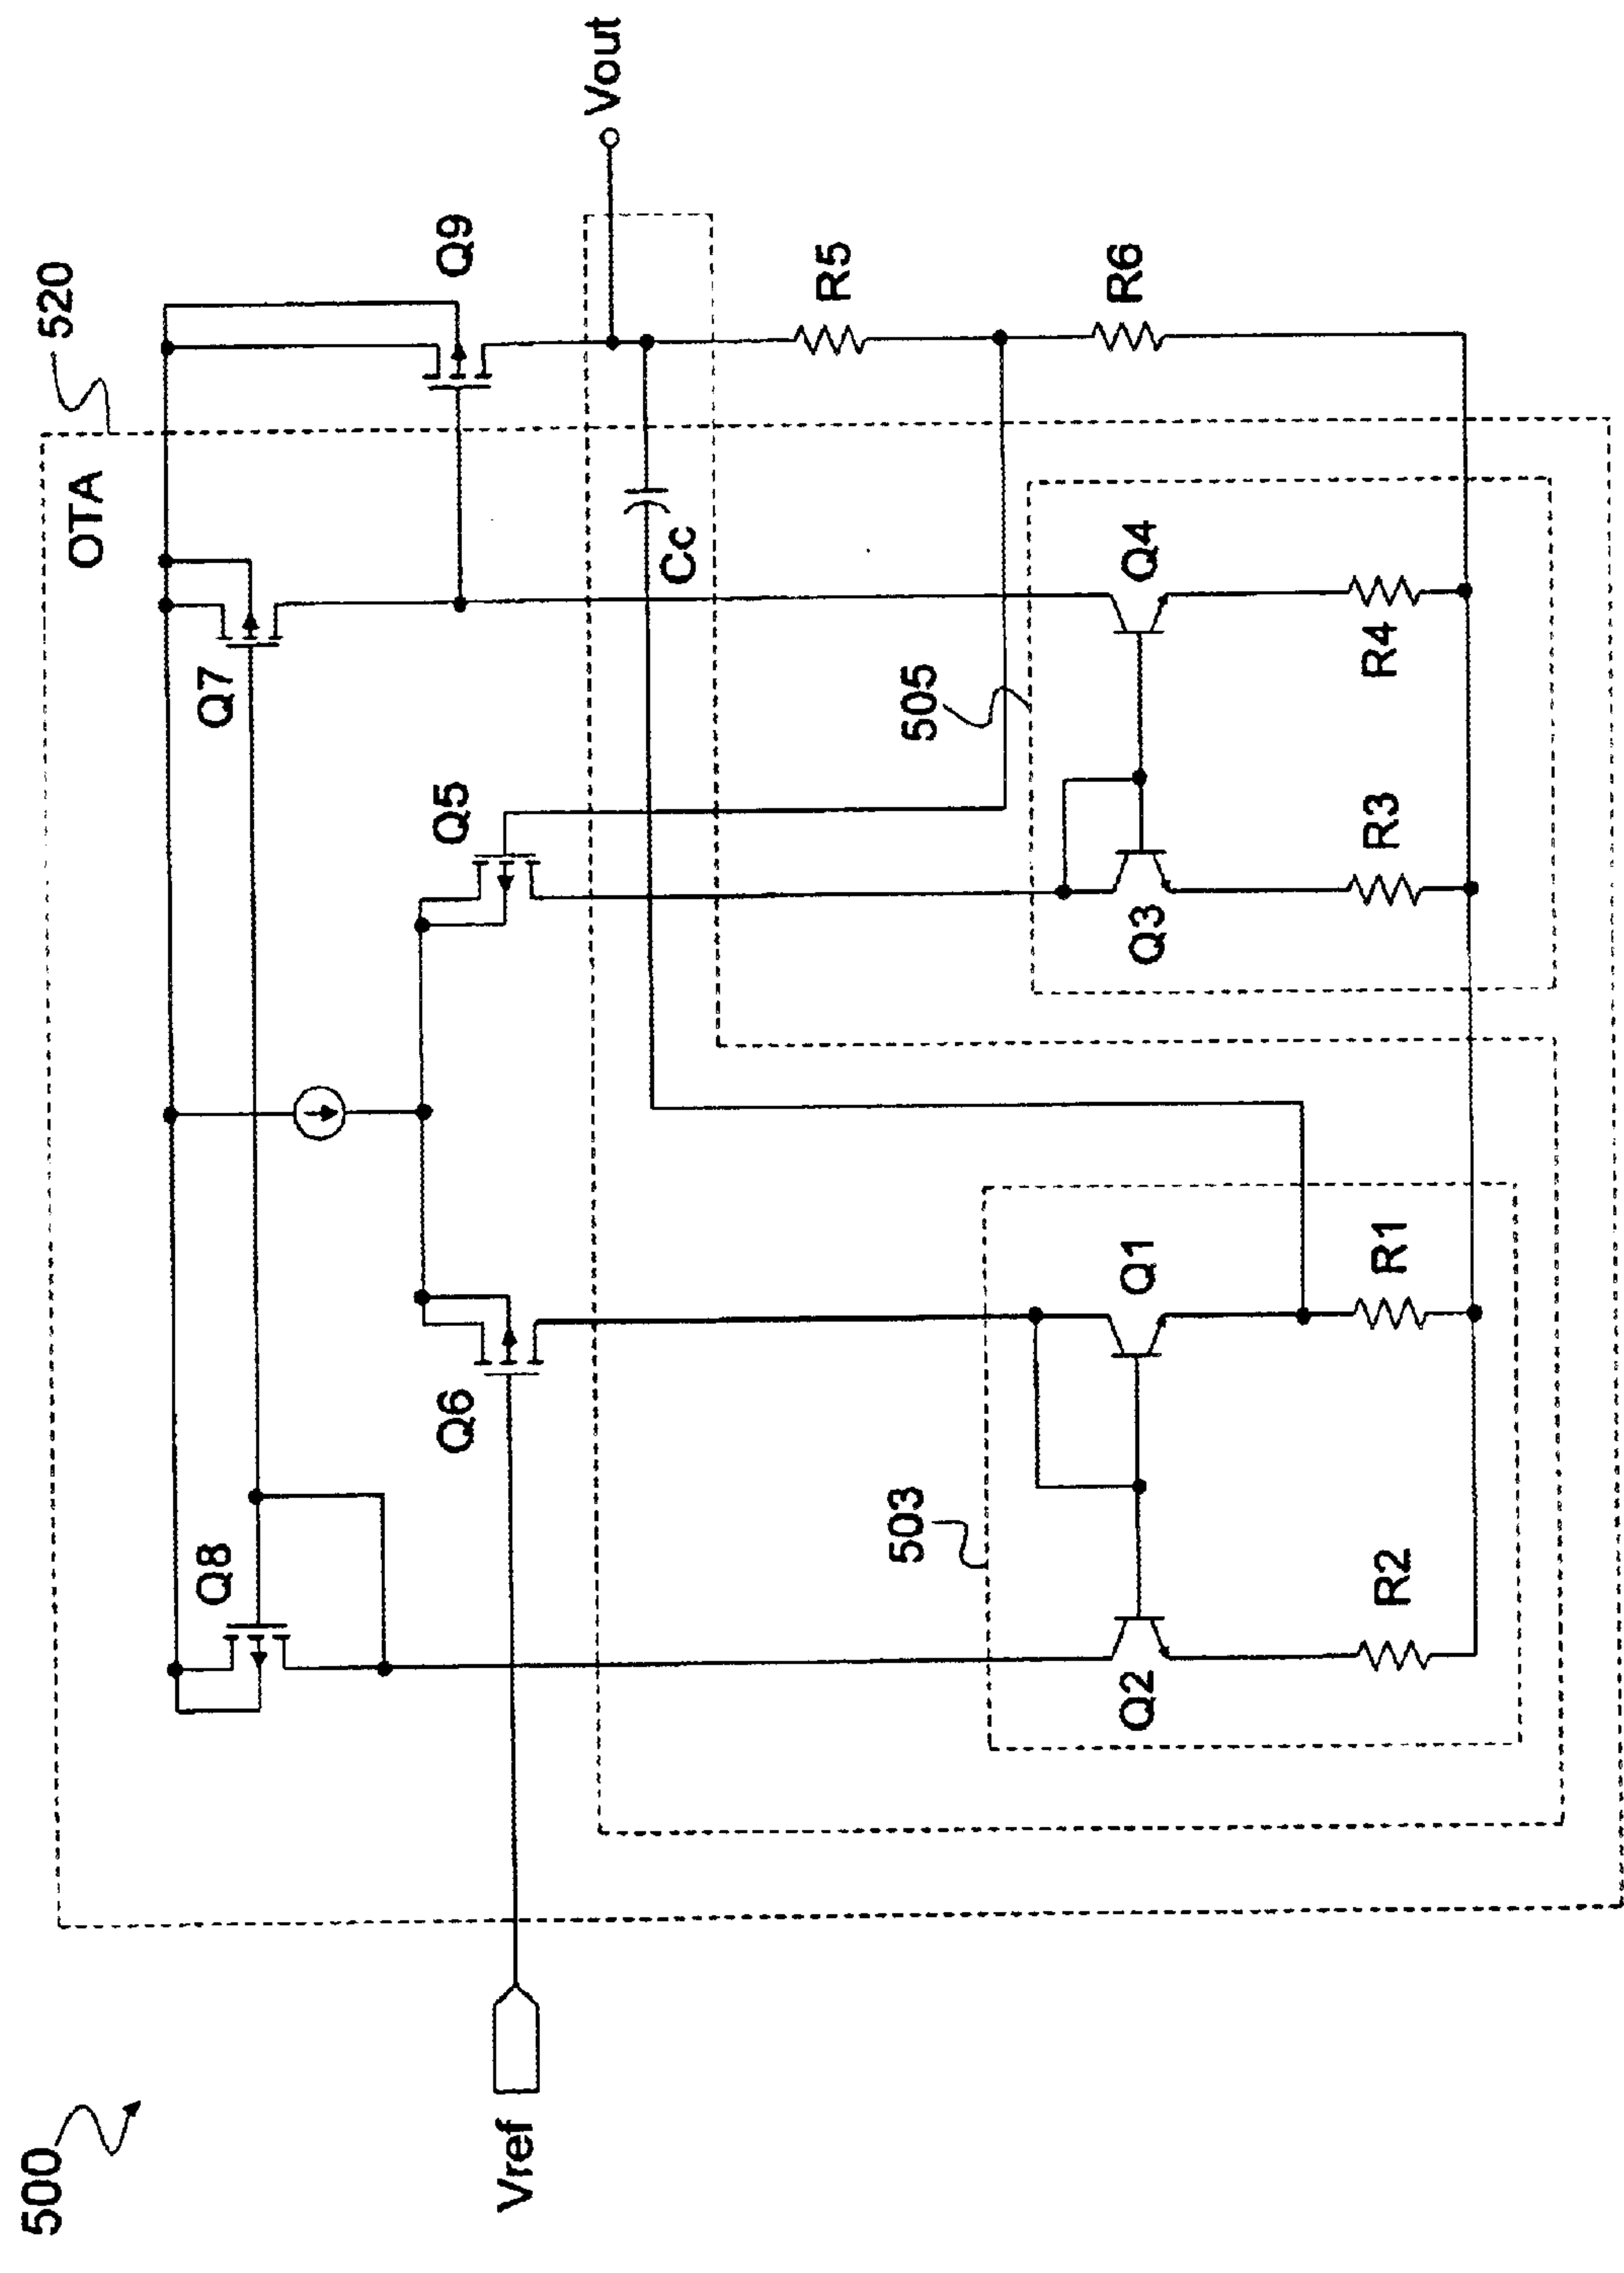 500
520
OTA
Q8
Q7
Q9
Q6
Q5
Vref
Vout
Cc
R5
503
505
Q2
Q1
Q3
Q4
R6
R2
R1
R3
R4